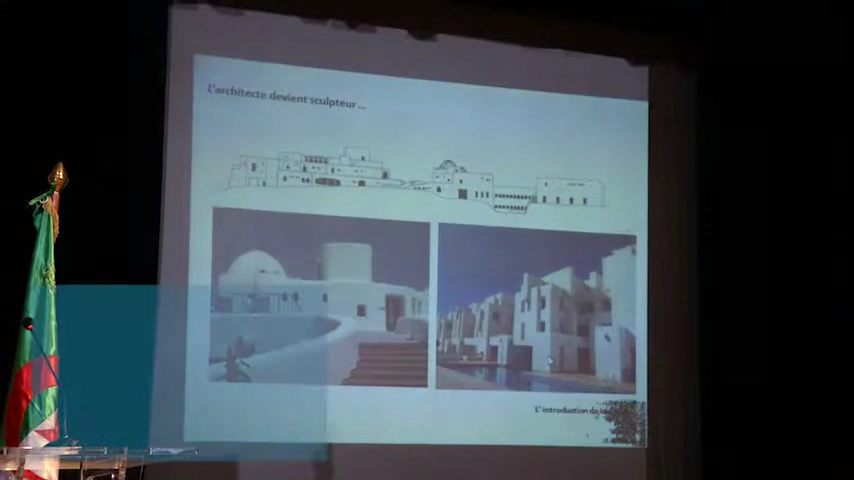 L'architecte devient sculpteur ...
L' introduction de